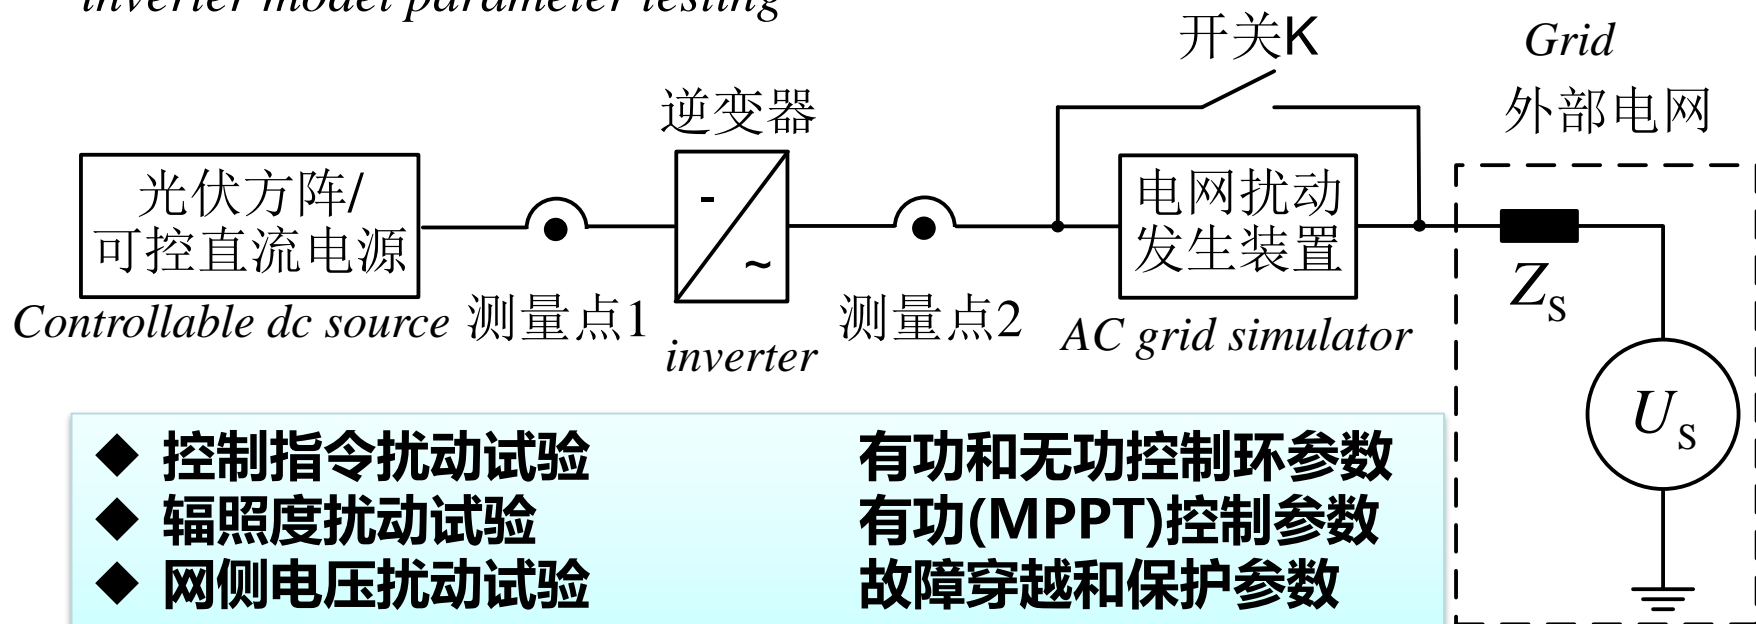 inverter model parameter testing
开关K
Grid
外部电网
逆变器
光伏方阵/
可控直流电源
-
~
电网扰动
发生装置
Controllable dc source
测量点1
inverter
测量点2
AC grid simulator
ZS
US
◆ 控制指令扰动试验 有功和无功控制环参数
◆ 辐照度扰动试验 有功(MPPT)控制参数
◆ 网侧电压扰动试验 故障穿越和保护参数